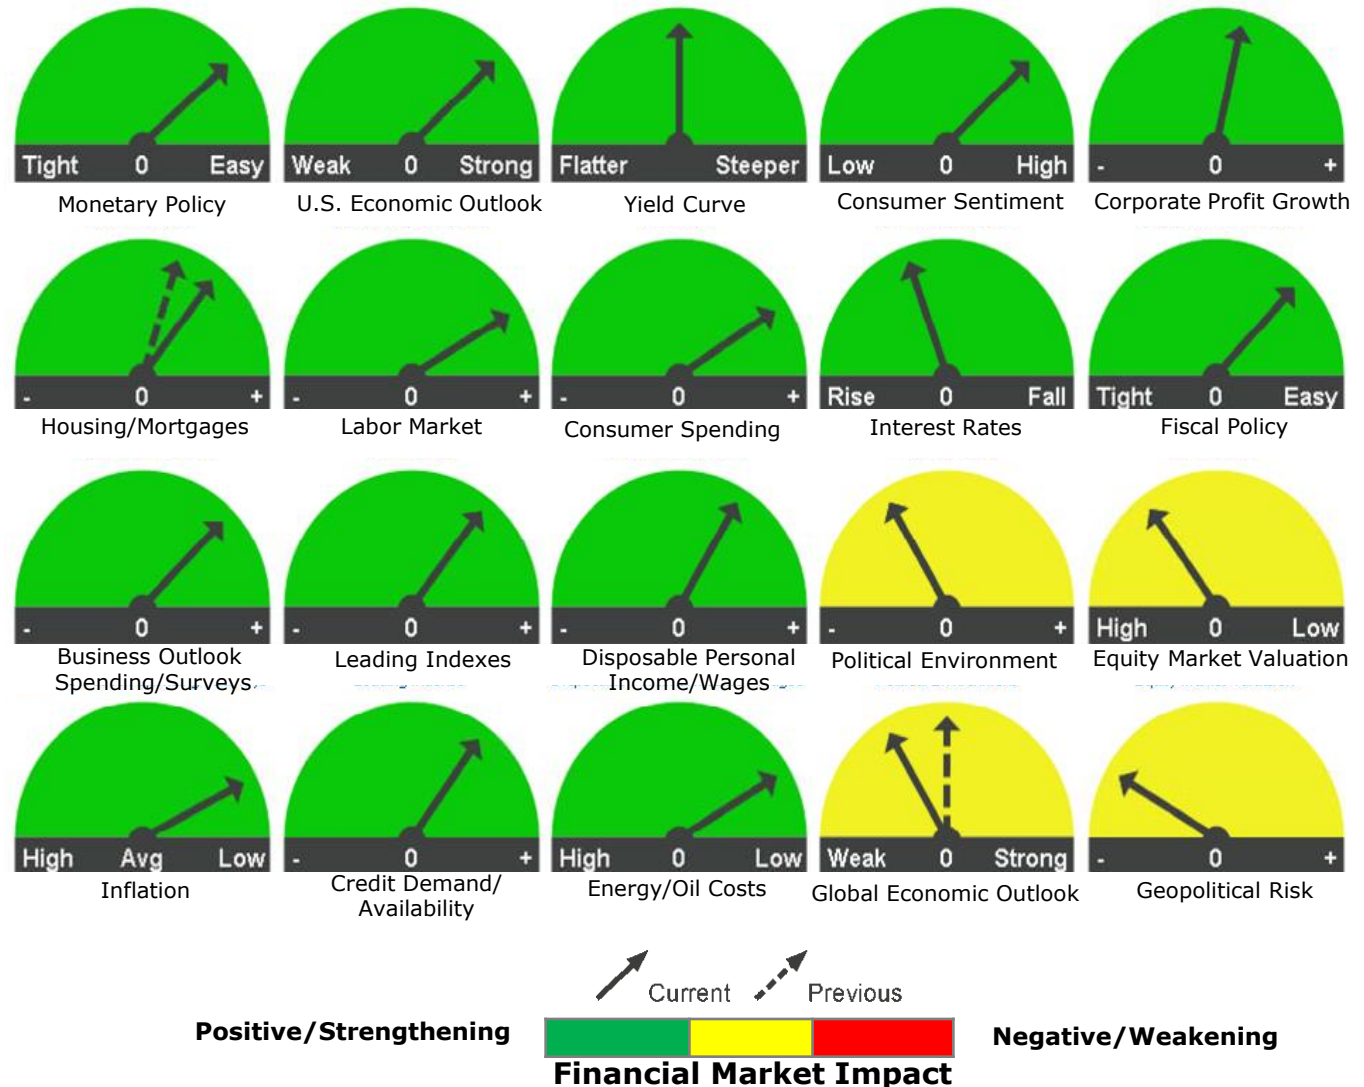 Tight 0 Easy
Weak 0 Strong
Flatter Steeper
Low 0 High
- 0 +
Monetary Policy
U.S. Economic Outlook
Yield Curve
Consumer Sentiment
Corporate Profit Growth
- 0 +
- 0 +
- 0 +
Rise 0 Fall
Tight 0 Easy
Housing/Mortgages
Labor Market
Consumer Spending
Interest Rates
Fiscal Policy
- 0 +
- 0 +
- 0 +
- 0 +
High 0 Low
Business Outlook
Spending/Surveys
Leading Indexes
Disposable Personal
Income/Wages
Political Environment
Equity Market Valuation
High Avg Low
- 0 +
High 0 Low
Weak 0 Strong
- 0 +
Inflation
Credit Demand/
Availability
Energy/Oil Costs
Global Economic Outlook
Geopolitical Risk
Current Previous
Positive/Strengthening
Negative/Weakening
Financial Market Impact